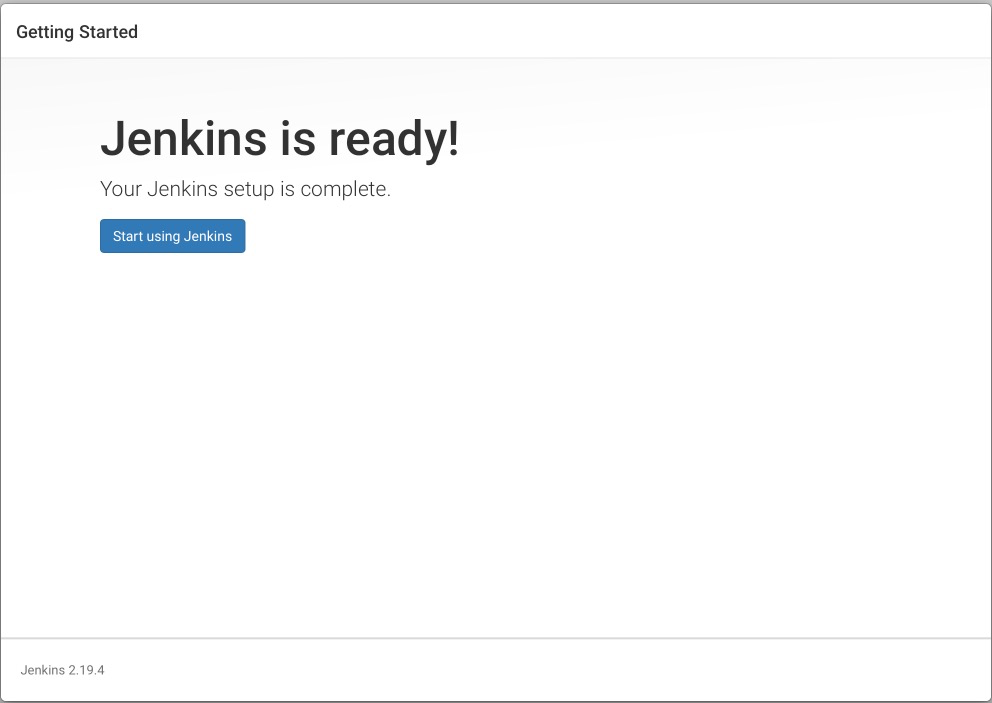 Getting Started
Jenkins is ready!
Your Jenkins setup is complete.
Start using Jenkins
Jenkins 2.19.4